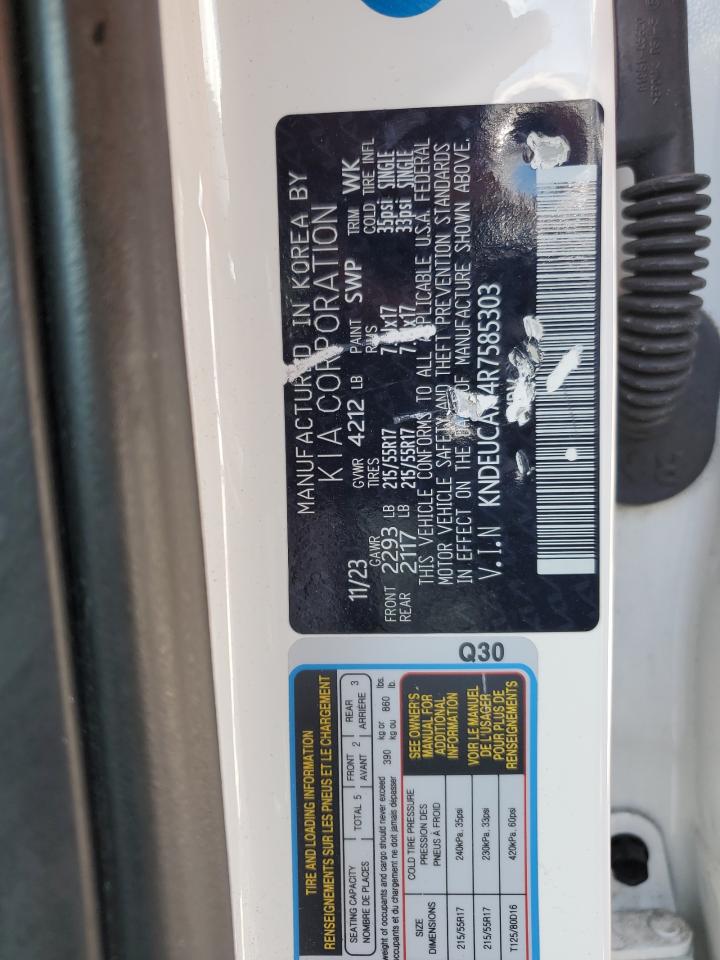 MANUFACTURED IN KOREA BY
KIA CORPORATION
11/23 GVWR 4212 LB PAINT SWP TRIM WK
GAWR TIRES RIMS COLD TIRE INFL
FRONT 2293 LB 215/55R17 35psi SINGLE
REAR 2117 LB 215/55R17 33psi SINGLE
THIS VEHICLE CONFORMS TO ALL APPLICABLE U.S.A. FEDERAL
MOTOR VEHICLE SAFETY AND THEFT PREVENTION STANDARDS
IN EFFECT ON THE OF MANUFACTURE SHOWN ABOVE.
V.I.N 4R7585303
Q30
TIRE AND LOADING INFORMATION
RENSEIGNEMENTS SUR LES PNEUS ET LE CHARGEMENT
SEATING CAPACITY
NOMBRE DE PLACES
TOTAL 5
FRONT 2
AVANT
REAR 3
ARRIERE
weight of occupants and cargo should never exceed 390 kg or 860 lbs.
occupants et du chargement ne doit jamais dépasser kg ou lb.
SIZE
DIMENSIONS
COLD TIRE PRESSURE
PRESSION DES
PNEUS À FROID
215/55R17 240kPa, 35psi
215/55R17 230kPa, 33psi
T125/80D16 420kPa, 60psi
SEE OWNER'S
MANUAL FOR
ADDITIONAL
INFORMATION
VOIR LE MANUEL
DE L'USAGER
POUR PLUS DE
RENSEIGNEMENTS